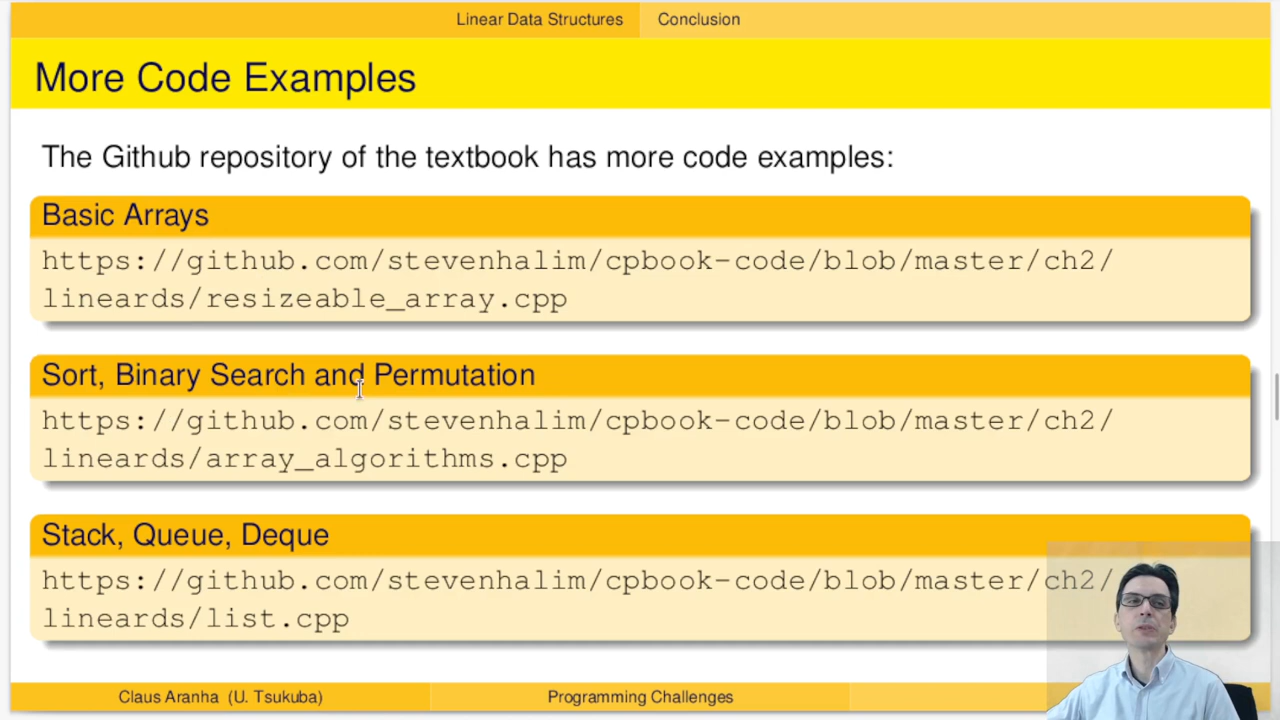 Linear Data Structures Conclusion
More Code Examples
The Github repository of the textbook has more code examples:
Basic Arrays
https://github.com/stevenhalim/cpbook-code/blob/master/ch2/
lineards/resizeable_array.cpp
Sort, Binary Search and Permutation
https://github.com/stevenhalim/cpbook-code/blob/master/ch2/
lineards/array_algorithms.cpp
Stack, Queue, Deque
https://github.com/stevenhalim/cpbook-code/blob/master/ch2/
lineards/list.cpp
Claus Aranha (U. Tsukuba) Programming Challenges